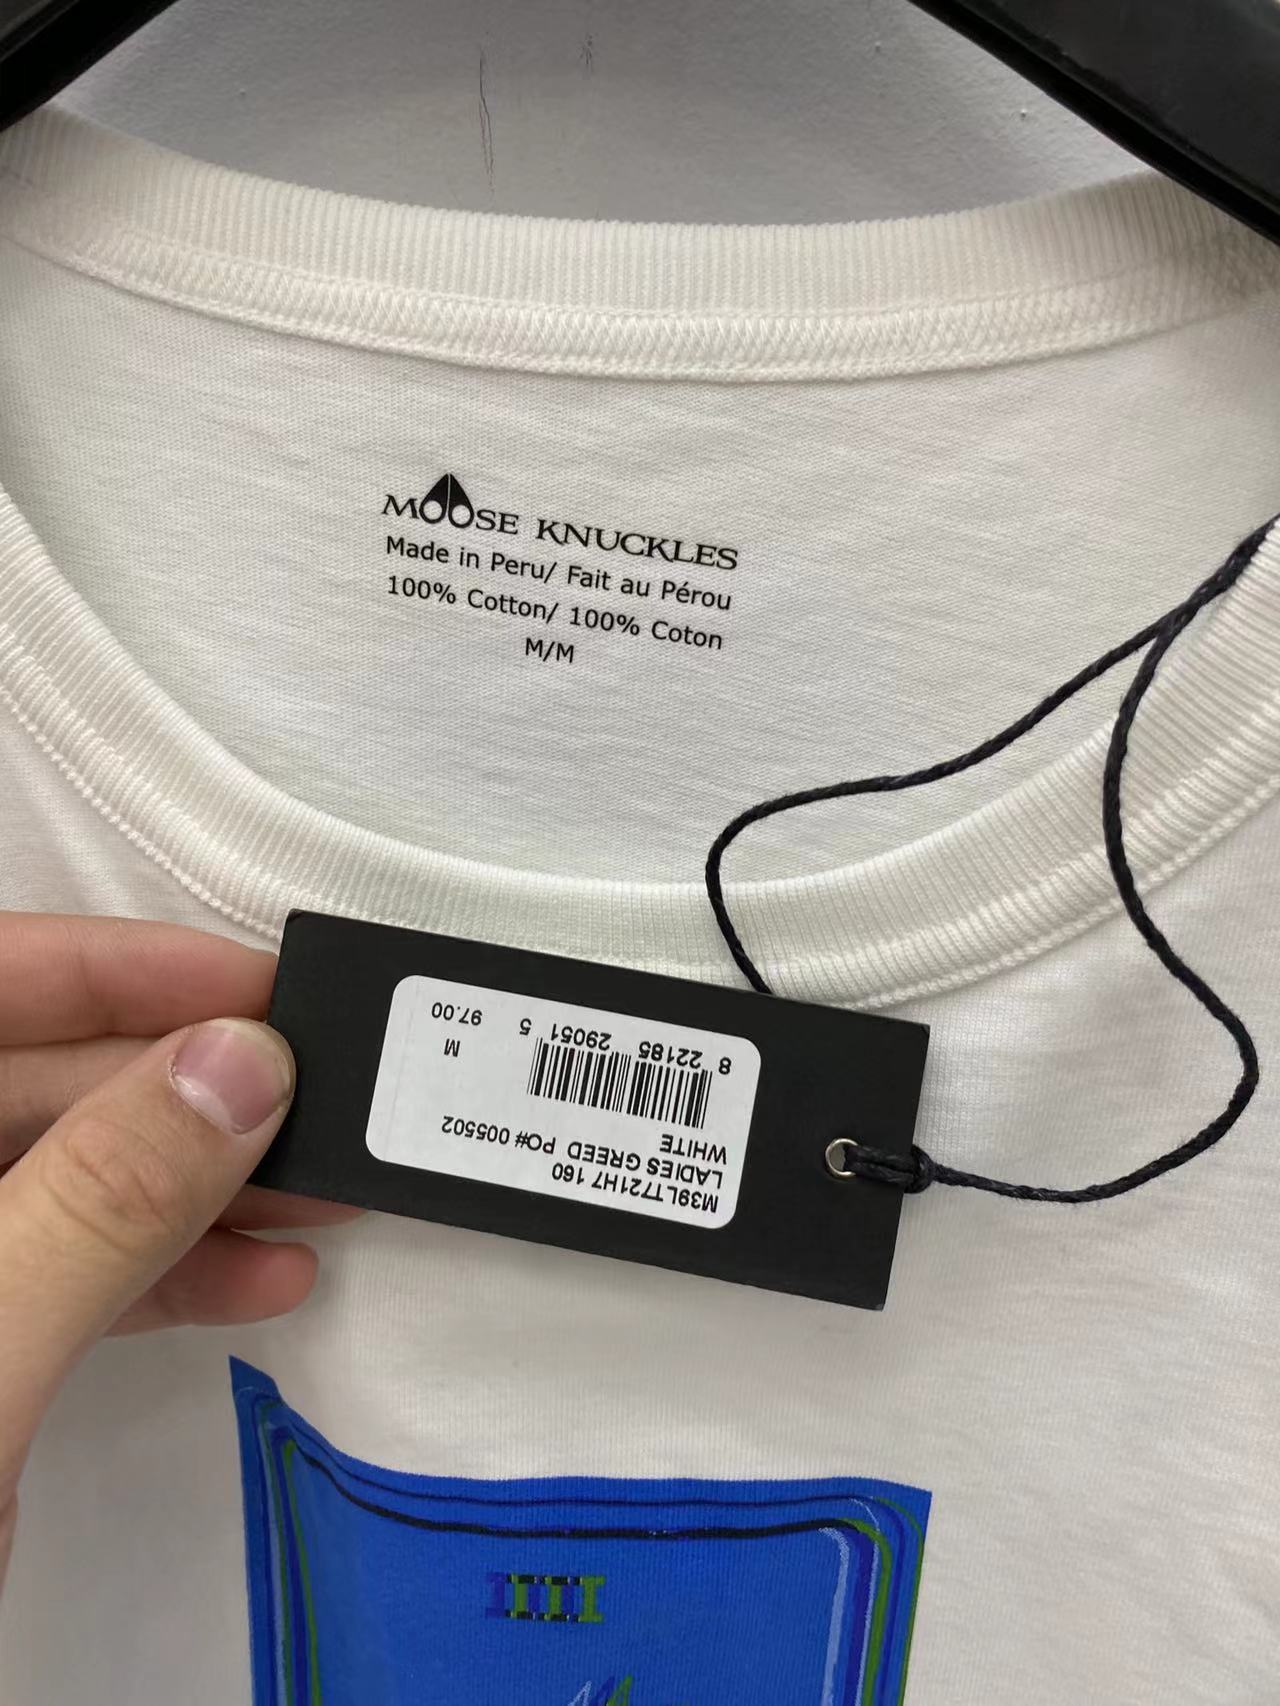 MOOSE KNUCKLES
Made in Peru/ Fait au Pérou
100% Cotton/ 100% Coton
M/M
M39LT721H7 160
LADIES GREED PO# 005502
WHITE
8 22185 29051 5
M
97.00
IIII